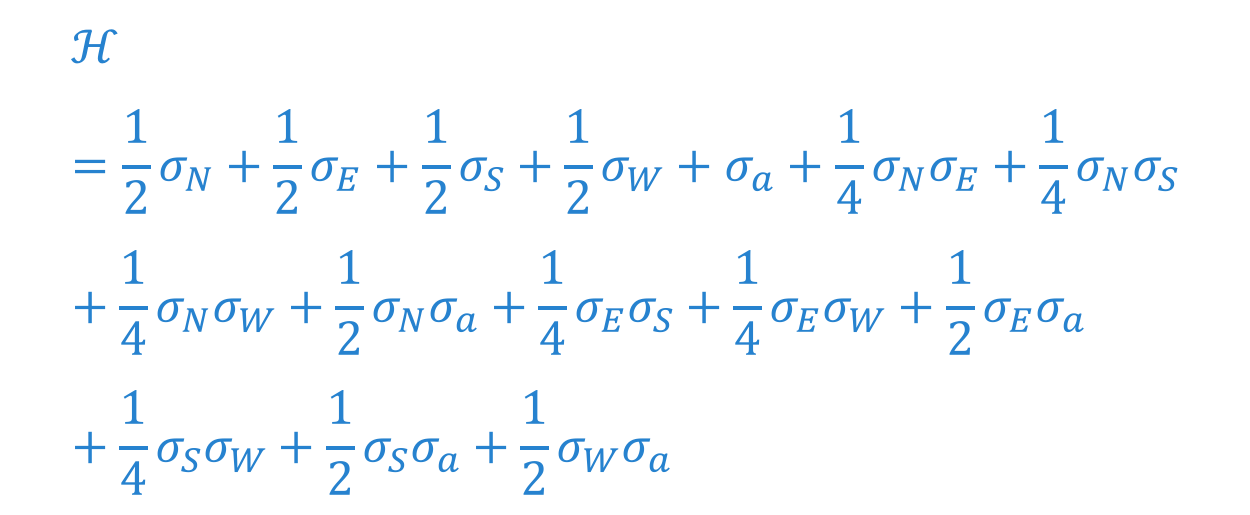 ℋ
= 1/2 σ_N + 1/2 σ_E + 1/2 σ_S + 1/2 σ_W + σ_a + 1/4 σ_N σ_E + 1/4 σ_N σ_S
+ 1/4 σ_N σ_W + 1/2 σ_N σ_a + 1/4 σ_E σ_S + 1/4 σ_E σ_W + 1/2 σ_E σ_a
+ 1/4 σ_S σ_W + 1/2 σ_S σ_a + 1/2 σ_W σ_a